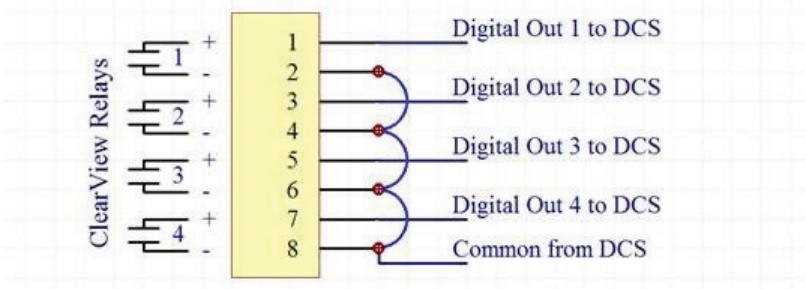 ClearView Relays
1 + -
2 + -
3 + -
4 + -
1
2
3
4
5
6
7
8
Digital Out 1 to DCS
Digital Out 2 to DCS
Digital Out 3 to DCS
Digital Out 4 to DCS
Common from DCS